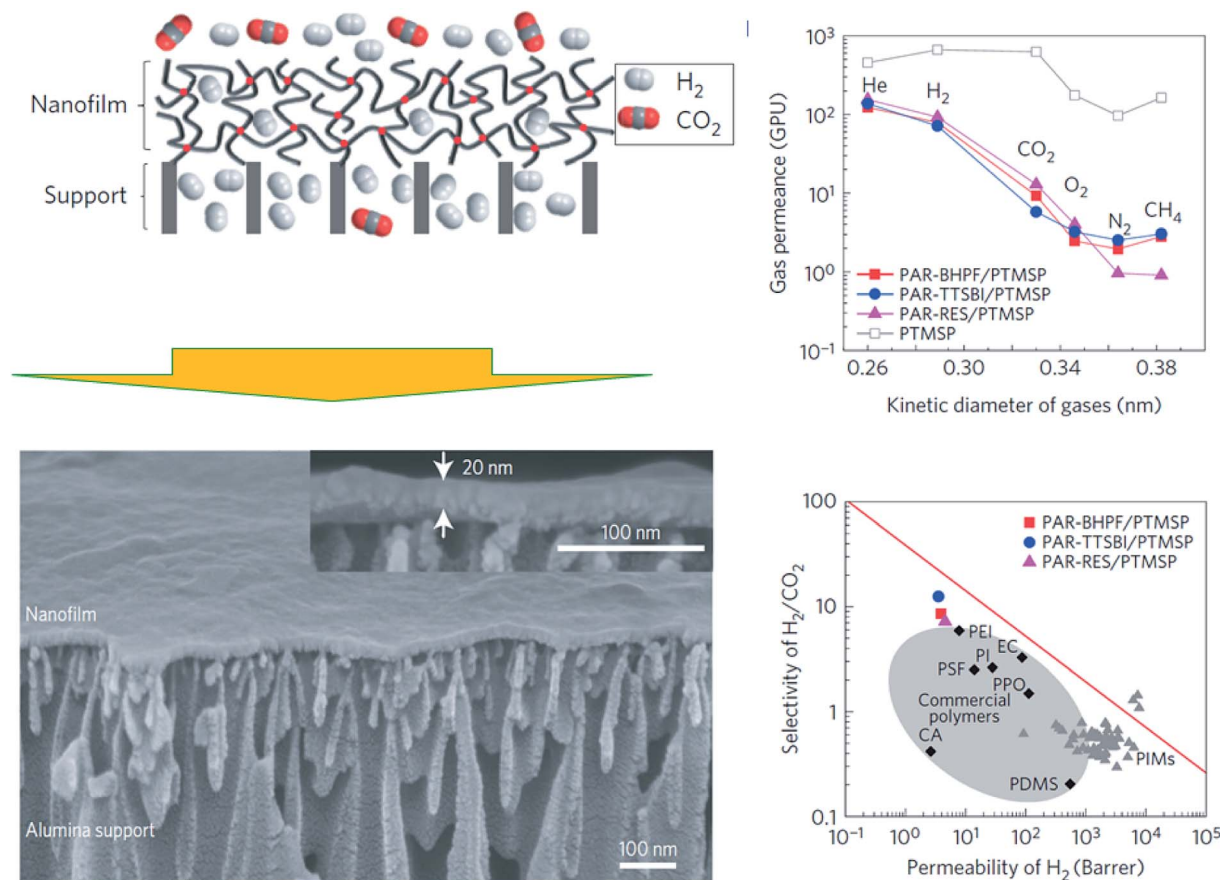 Nanofilm
Support
H₂
CO₂
10³
10²
10¹
10⁰
10⁻¹
Gas permeance (GPU)
He
H₂
CO₂
O₂
N₂
CH₄
PAR-BHPF/PTMSP
PAR-TTSBI/PTMSP
PAR-RES/PTMSP
PTMSP
0.26 0.30 0.34 0.38
Kinetic diameter of gases (nm)
20 nm
100 nm
Nanofilm
Alumina support
100 nm
100
10
1
0.1
Selectivity of H₂/CO₂
PAR-BHPF/PTMSP
PAR-TTSBI/PTMSP
PAR-RES/PTMSP
PEI
EC
PI
PSF
PPO
Commercial
polymers
CA
PDMS
PIMs
10⁻¹ 10⁰ 10¹ 10² 10³ 10⁴ 10⁵
Permeability of H₂ (Barrer)